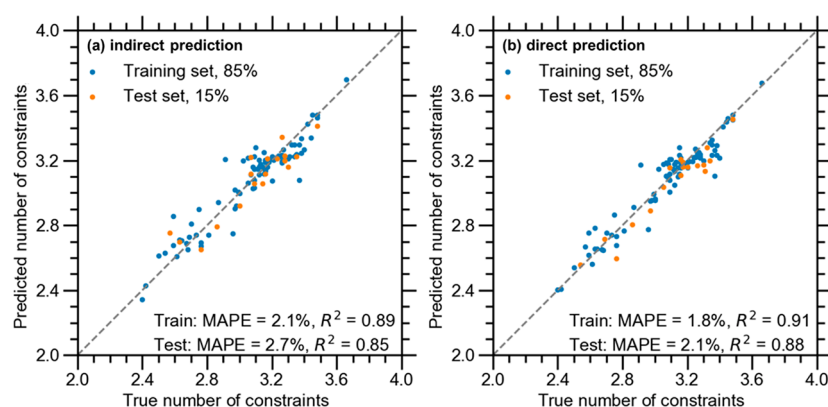 (a) indirect prediction
Training set, 85%
Test set, 15%
Train: MAPE = 2.1%, R² = 0.89
Test: MAPE = 2.7%, R² = 0.85
Predicted number of constraints
4.0
3.6
3.2
2.8
2.4
2.0
2.0 2.4 2.8 3.2 3.6 4.0
True number of constraints
(b) direct prediction
Training set, 85%
Test set, 15%
Train: MAPE = 1.8%, R² = 0.91
Test: MAPE = 2.1%, R² = 0.88
Predicted number of constraints
4.0
3.6
3.2
2.8
2.4
2.0
2.0 2.4 2.8 3.2 3.6 4.0
True number of constraints